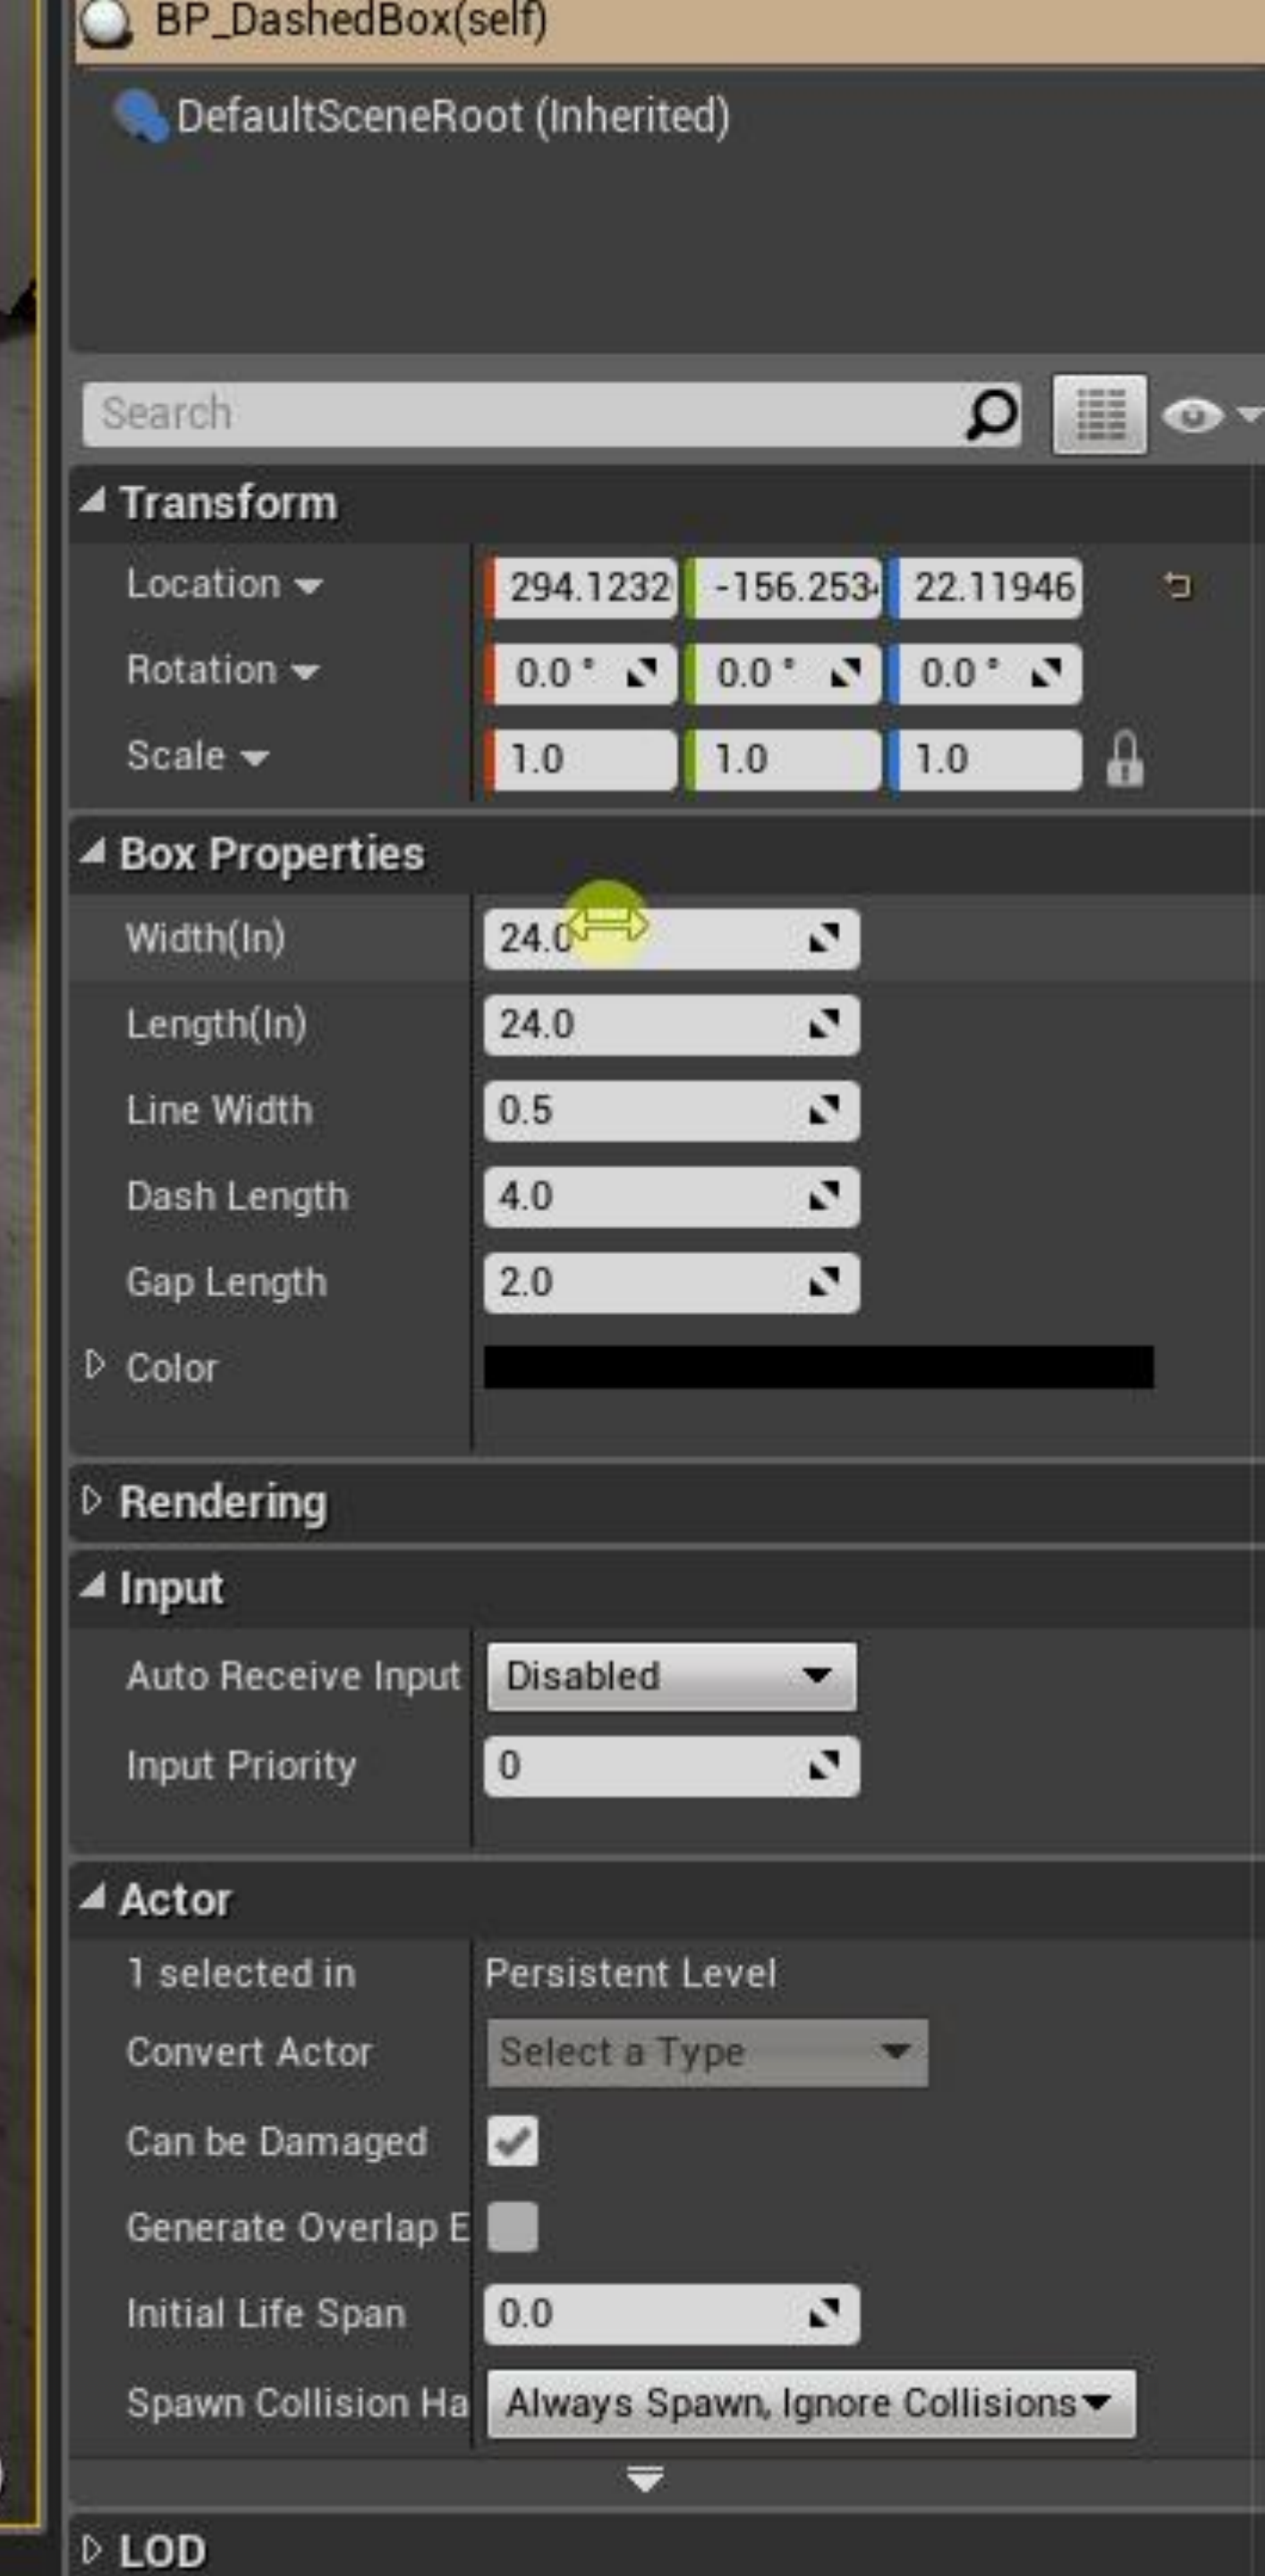 BP_DashedBox(self)
DefaultSceneRoot (Inherited)
Search
Transform
Location 294.1232 -156.253 22.11946
Rotation 0.0 ° 0.0 ° 0.0 °
Scale 1.0 1.0 1.0
Box Properties
Width(In) 24.0
Length(In) 24.0
Line Width 0.5
Dash Length 4.0
Gap Length 2.0
Color
Rendering
Input
Auto Receive Input Disabled
Input Priority 0
Actor
1 selected in Persistent Level
Convert Actor Select a Type
Can be Damaged
Generate Overlap E
Initial Life Span 0.0
Spawn Collision Ha Always Spawn, Ignore Collisions
LOD